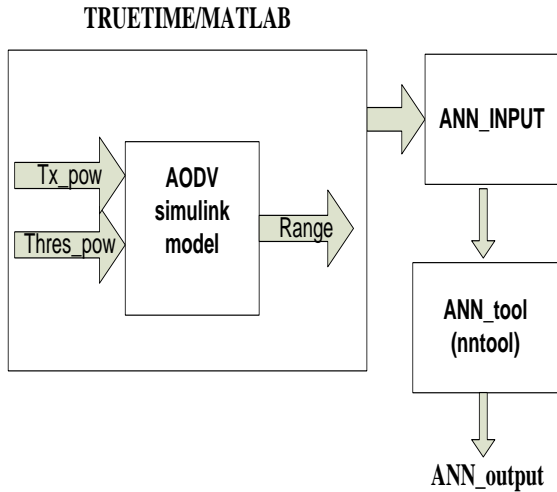 TRUETIME/MATLAB
Tx_pow
Thres_pow
AODV
simulink
model
Range
ANN_INPUT
ANN_tool
(nntool)
ANN_output